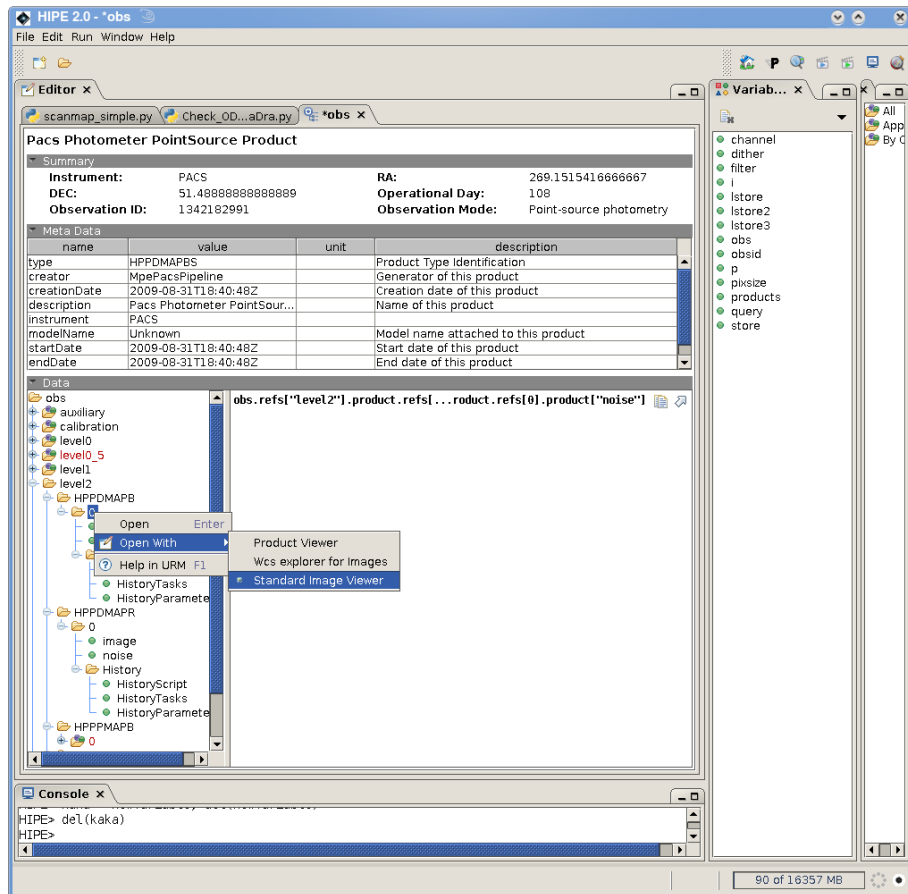 HIPE 2.0 - *obs
File Edit Run Window Help
Editor
scanmap_simple.py
Check_OD...aDra.py
*obs
Pacs Photometer PointSource Product
Summary
Instrument: PACS RA: 269.1515416666667
DEC: 51.48888888888889 Operational Day: 108
Observation ID: 1342182991 Observation Mode: Point-source photometry
Meta Data
name value unit description
type HPPDMAPBS Product Type Identification
creator MpePacsPipeline Generator of this product
creationDate 2009-08-31T18:40:48Z Creation date of this product
description Pacs Photometer PointSour... Name of this product
instrument PACS
modelName Unknown Model name attached to this product
startDate 2009-08-31T18:40:48Z Start date of this product
endDate 2009-08-31T18:40:48Z End date of this product
Data
obs
auxiliary
calibration
level0
level0_5
level1
level2
HPPDMAPB
0
HistoryTasks
HistoryParamete
HPPDMAPR
0
image
noise
History
HistoryScript
HistoryTasks
HistoryParamete
HPPPMAPB
0
obs.refs["level2"].product.refs[...roduct.refs[0].product["noise"]
Open Enter
Open With
Help in URM F1
Product Viewer
Wcs explorer for Images
Standard Image Viewer
Console
HIPE> del(kaka)
HIPE>
Variab...
channel
dither
filter
i
lstore
lstore2
lstore3
obs
obsid
p
pixsize
products
query
store
All
App
By
90 of 16357 MB